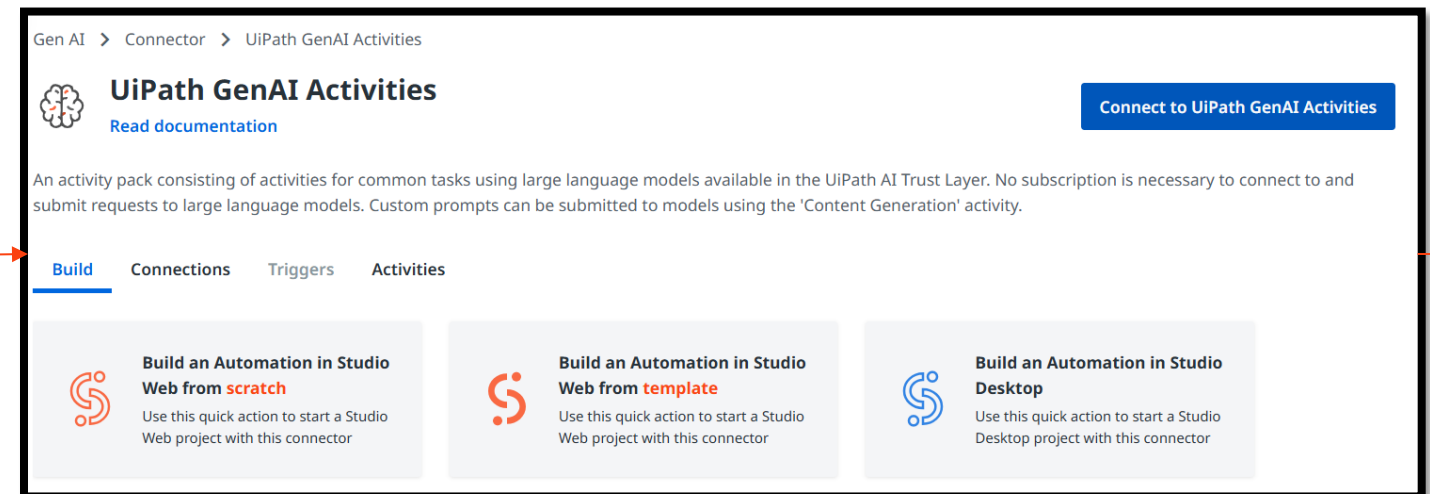 Gen AI > Connector > UiPath GenAI Activities
UiPath GenAI Activities
Read documentation
Connect to UiPath GenAI Activities
An activity pack consisting of activities for common tasks using large language models available in the UiPath AI Trust Layer. No subscription is necessary to connect to and
submit requests to large language models. Custom prompts can be submitted to models using the 'Content Generation' activity.
Build
Connections
Triggers
Activities
Build an Automation in Studio
Web from scratch
Use this quick action to start a Studio
Web project with this connector
Build an Automation in Studio
Web from template
Use this quick action to start a Studio
Web project with this connector
Build an Automation in Studio
Desktop
Use this quick action to start a Studio
Desktop project with this connector